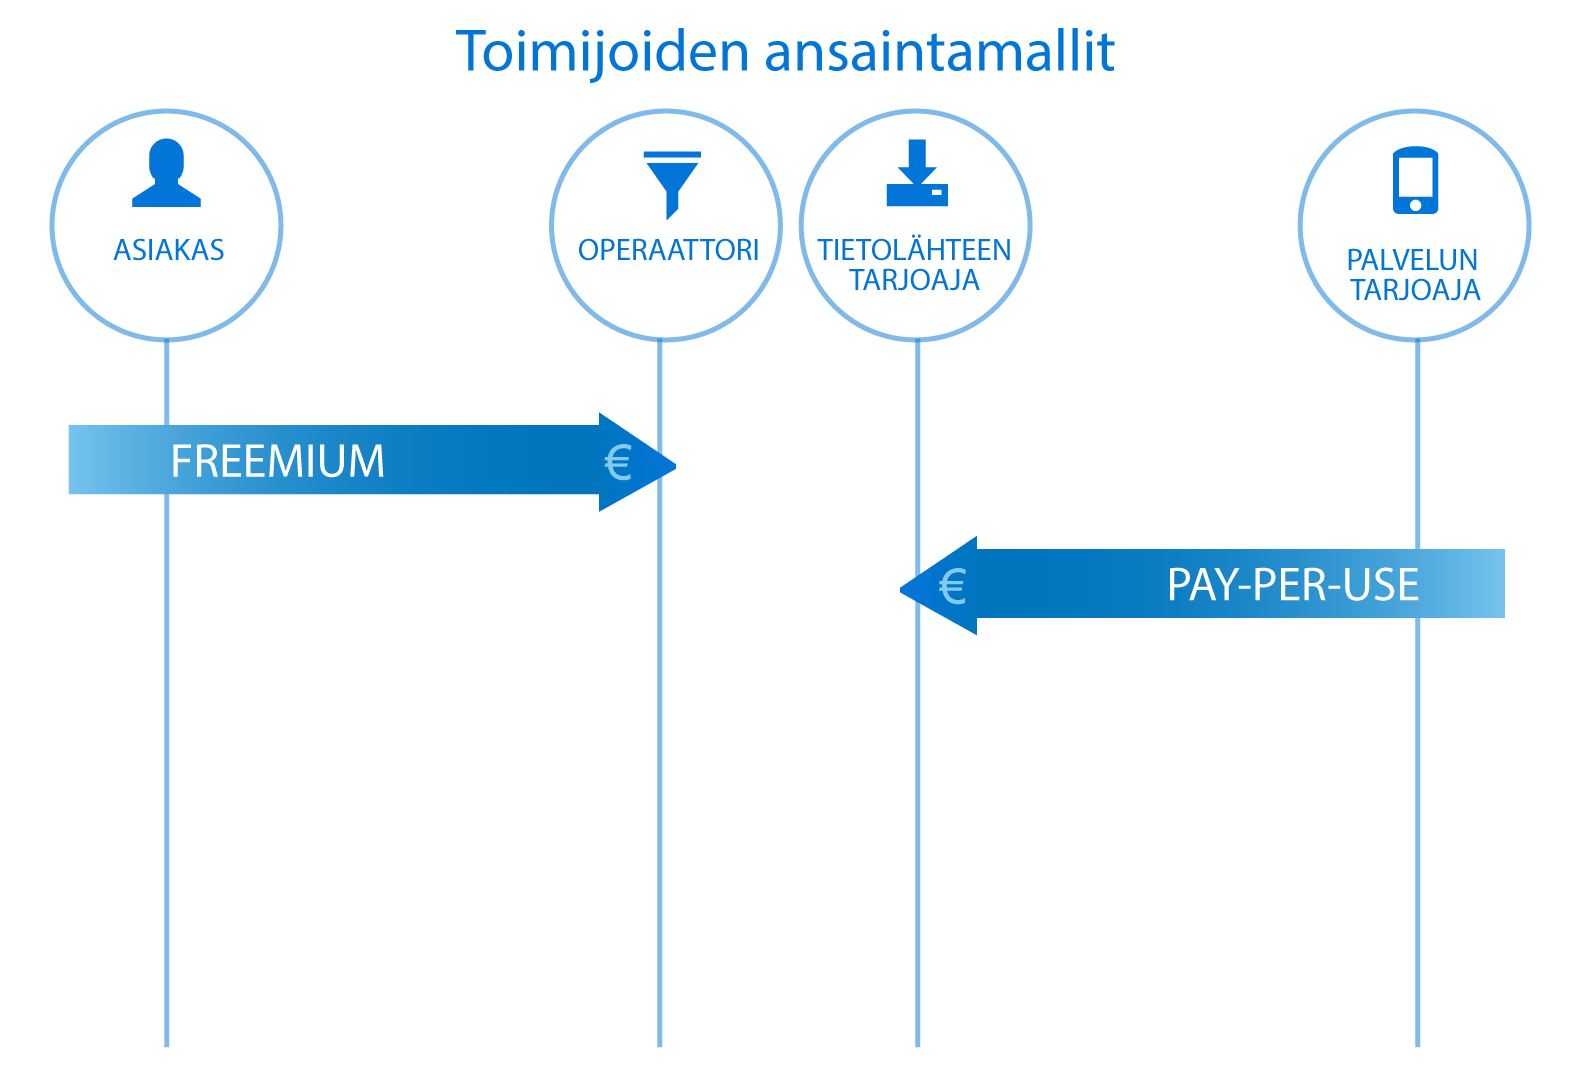 Toimijoiden ansaintamallit
ASIAKAS
OPERAATTORI
TIETOLÄHTEEN
TARJOAJA
PALVELUN
TARJOAJA
FREEMIUM €
€ PAY-PER-USE